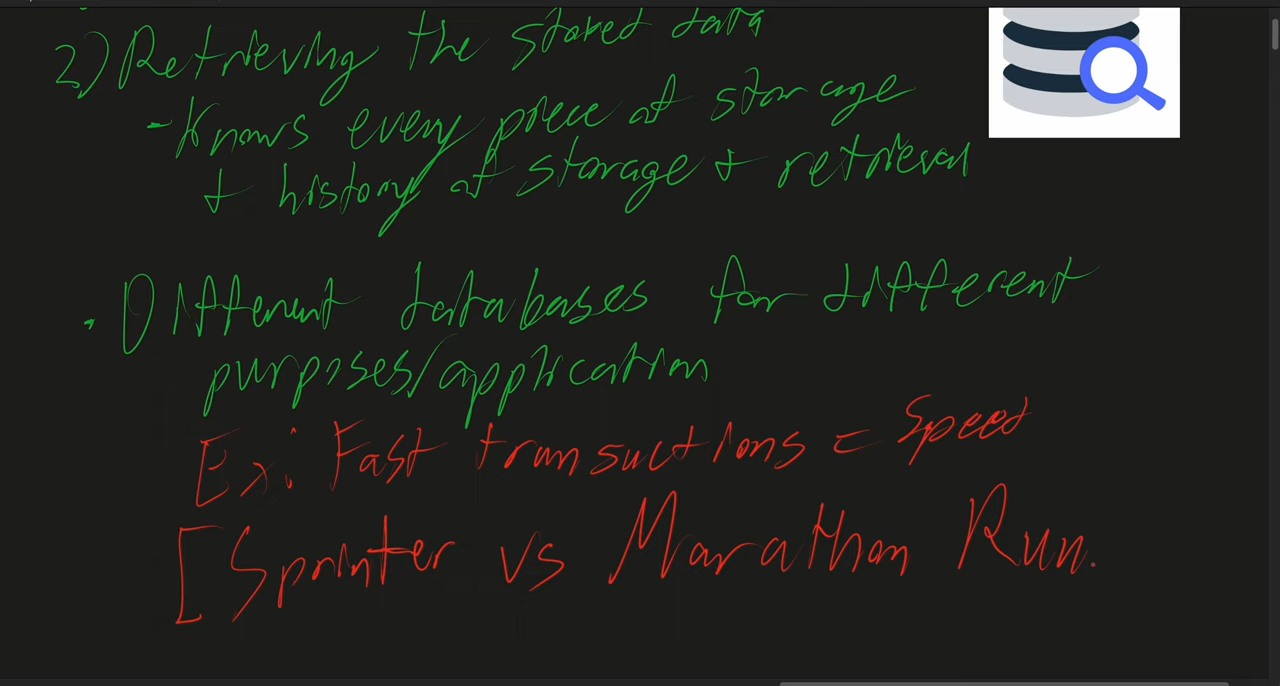 2.) Retrieving the stored data
- Knows every piece of storage
+ history of storage + retrieval
· Different databases for different
purposes/application
Ex: Fast transactions = Speed
[Sprinter vs Marathon Run.